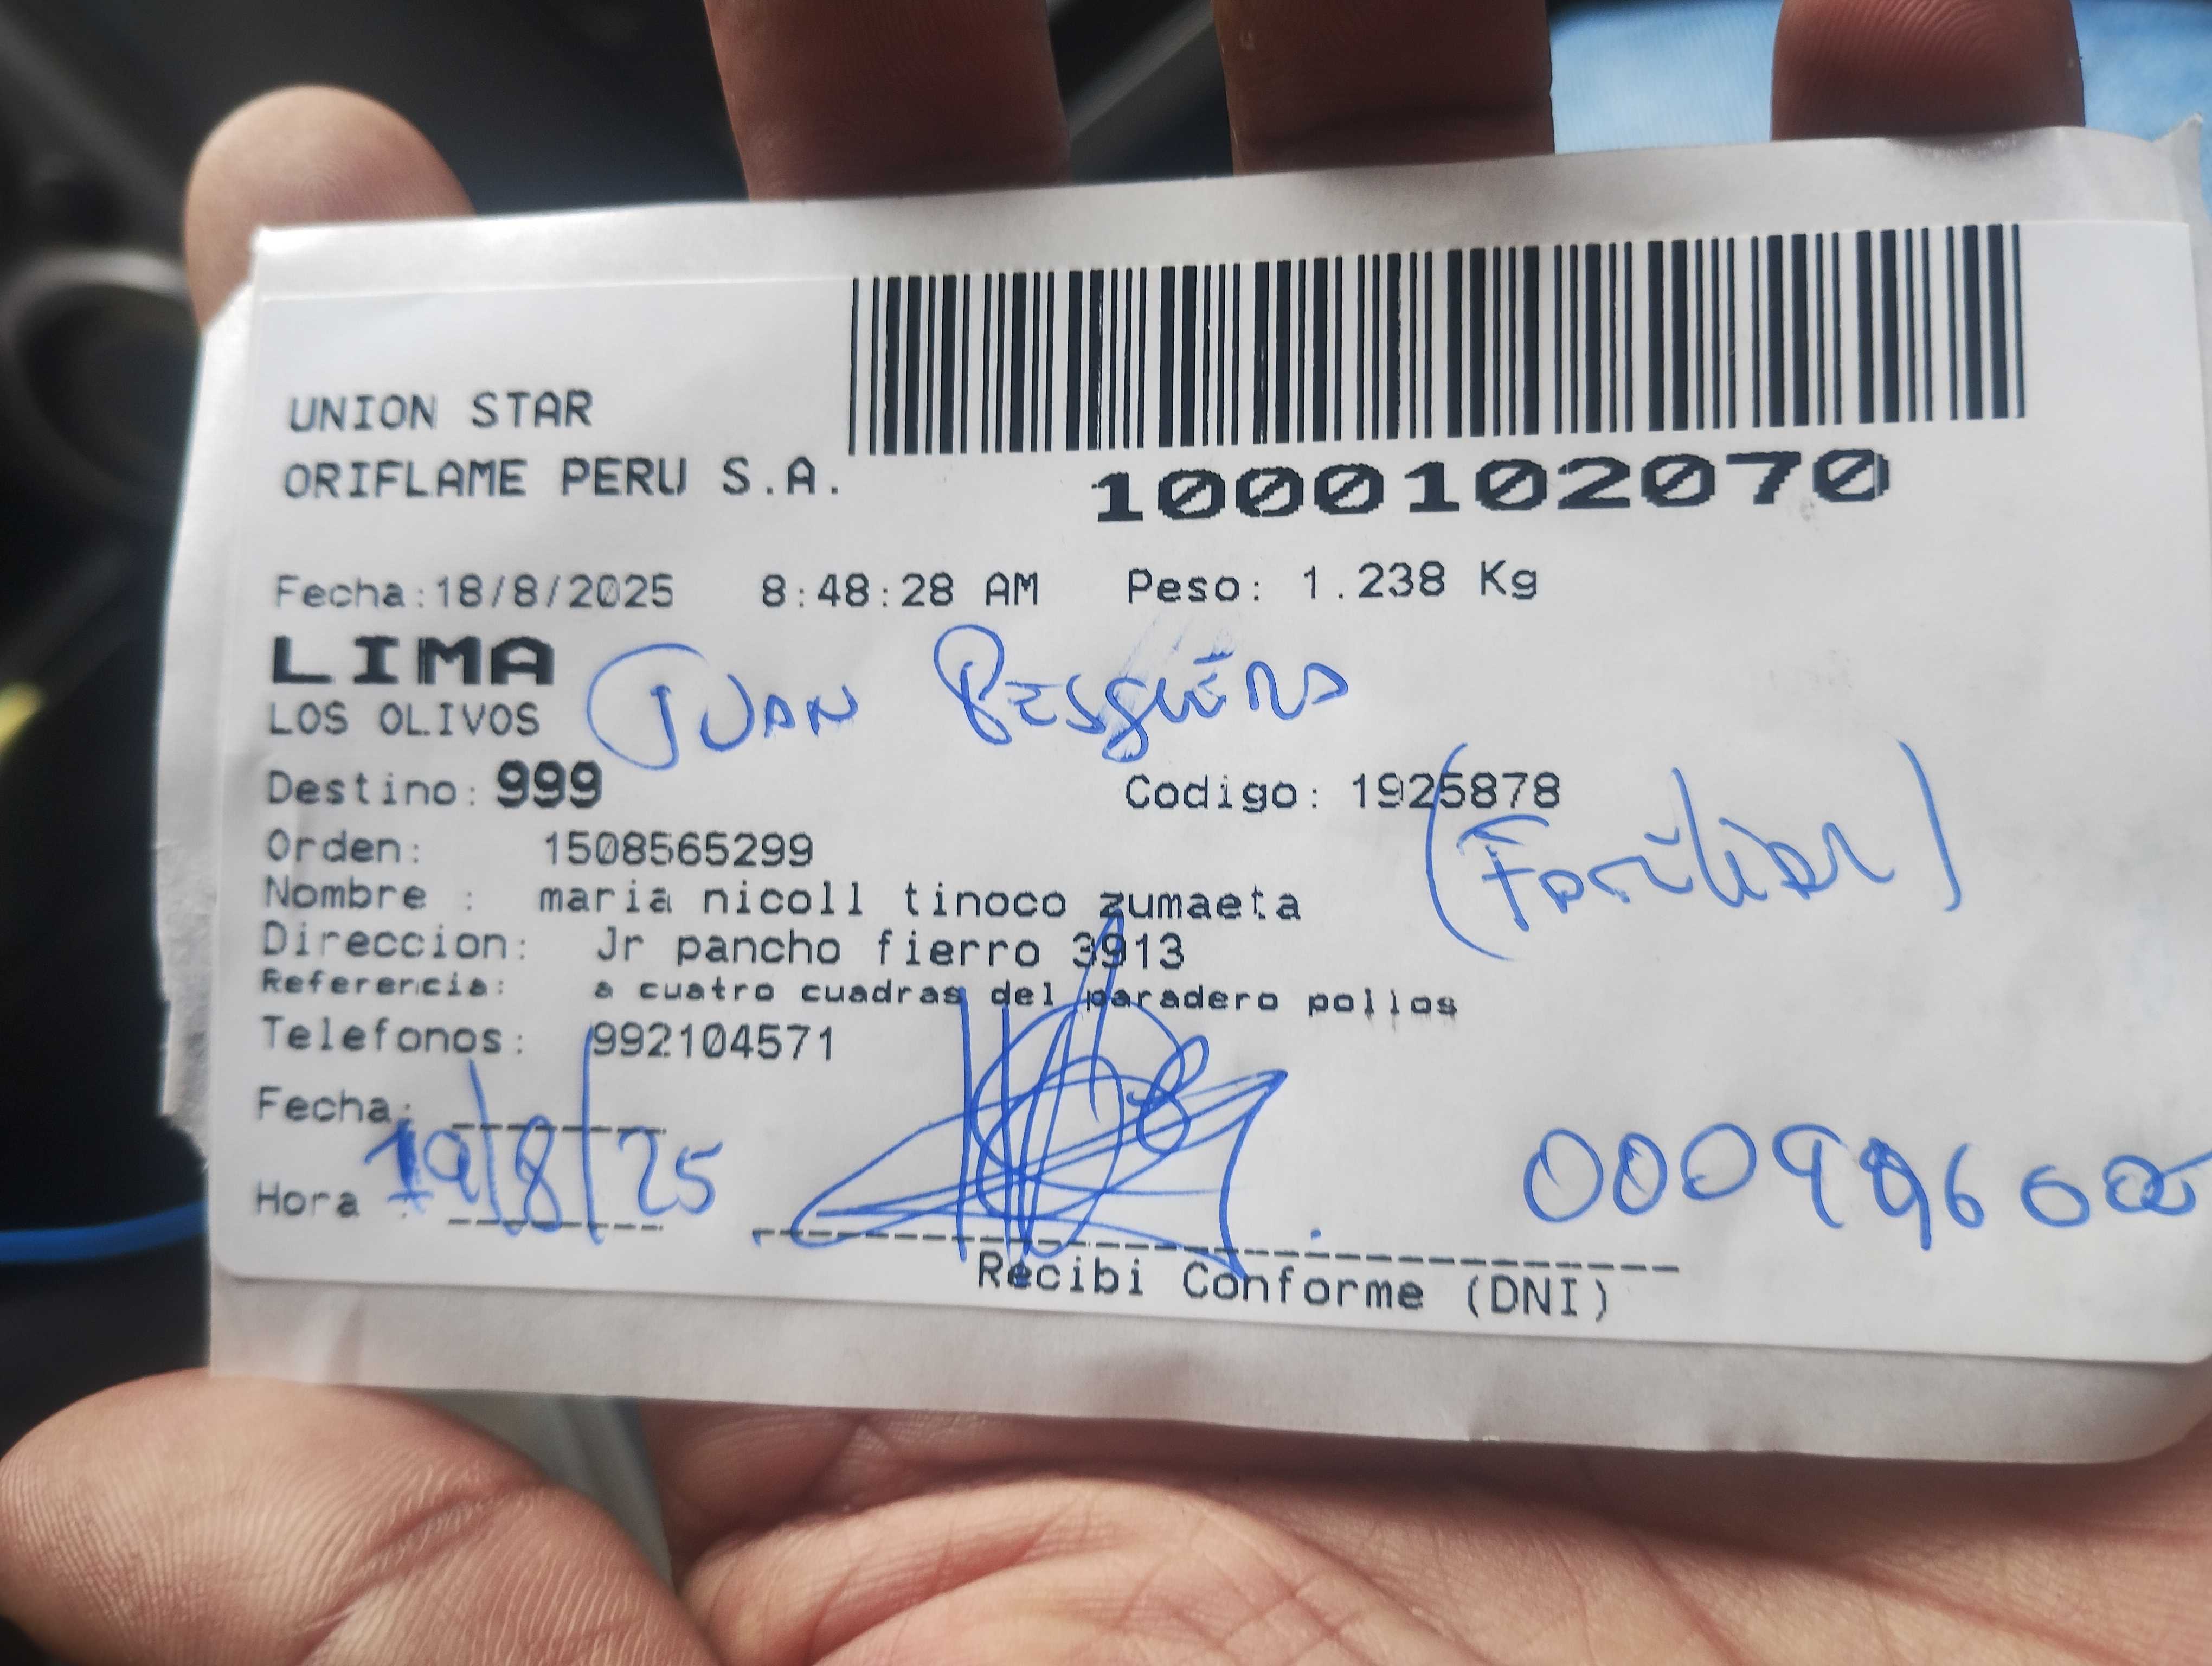 UNION STAR
ORIFLAME PERU S.A.
1000102070
Fecha:18/8/2025 8:48:28 AM Peso: 1.238 Kg
LIMA
LOS OLIVOS JUAN
Destino: 999 Codigo: 1925878
(Familiar)
Orden: 1508565299
Nombre : maria nicoll tinoco zumaeta
Direccion: Jr pancho fierro 3913
Referencia: a cuatro cuadras del paradero pollos
Telefonos: 992104571
Fecha:
19/8/25
Hora :
Recibi Conforme (DNI)